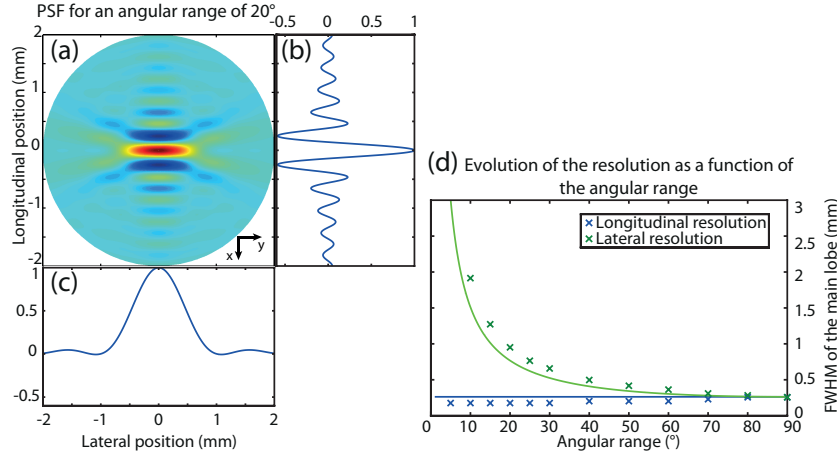 PSF for an angular range of 20°
-0.5 0 0.5 1
(a)
(b)
Longitudinal position (mm)
2
1
0
-1
-2
x
y
(c)
1
0.5
0
-0.5
-2 -1 0 1 2
Lateral position (mm)
(d) Evolution of the resolution as a function of
the angular range
Longitudinal resolution
Lateral resolution
3
2.5
2
1.5
1
0.5
0
FWHM of the main lobe (mm)
0 10 20 30 40 50 60 70 80 90
Angular range (°)